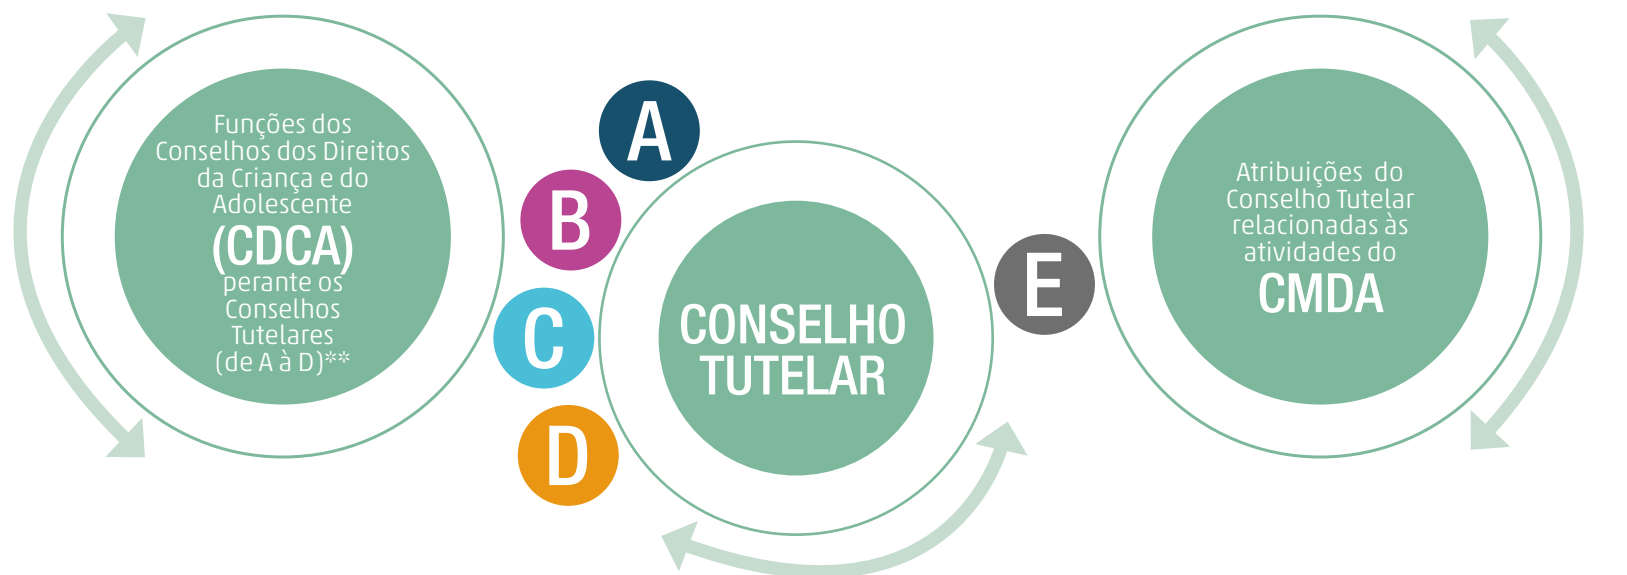 Funções dos
Conselhos dos Direitos
da Criança e do
Adolescente
(CDCA)
perante os
Conselhos
Tutelares
(de A à D)**
A
B
C
D
CONSELHO
TUTELAR
E
Atribuições do
Conselho Tutelar
relacionadas às
atividades do
CMDA